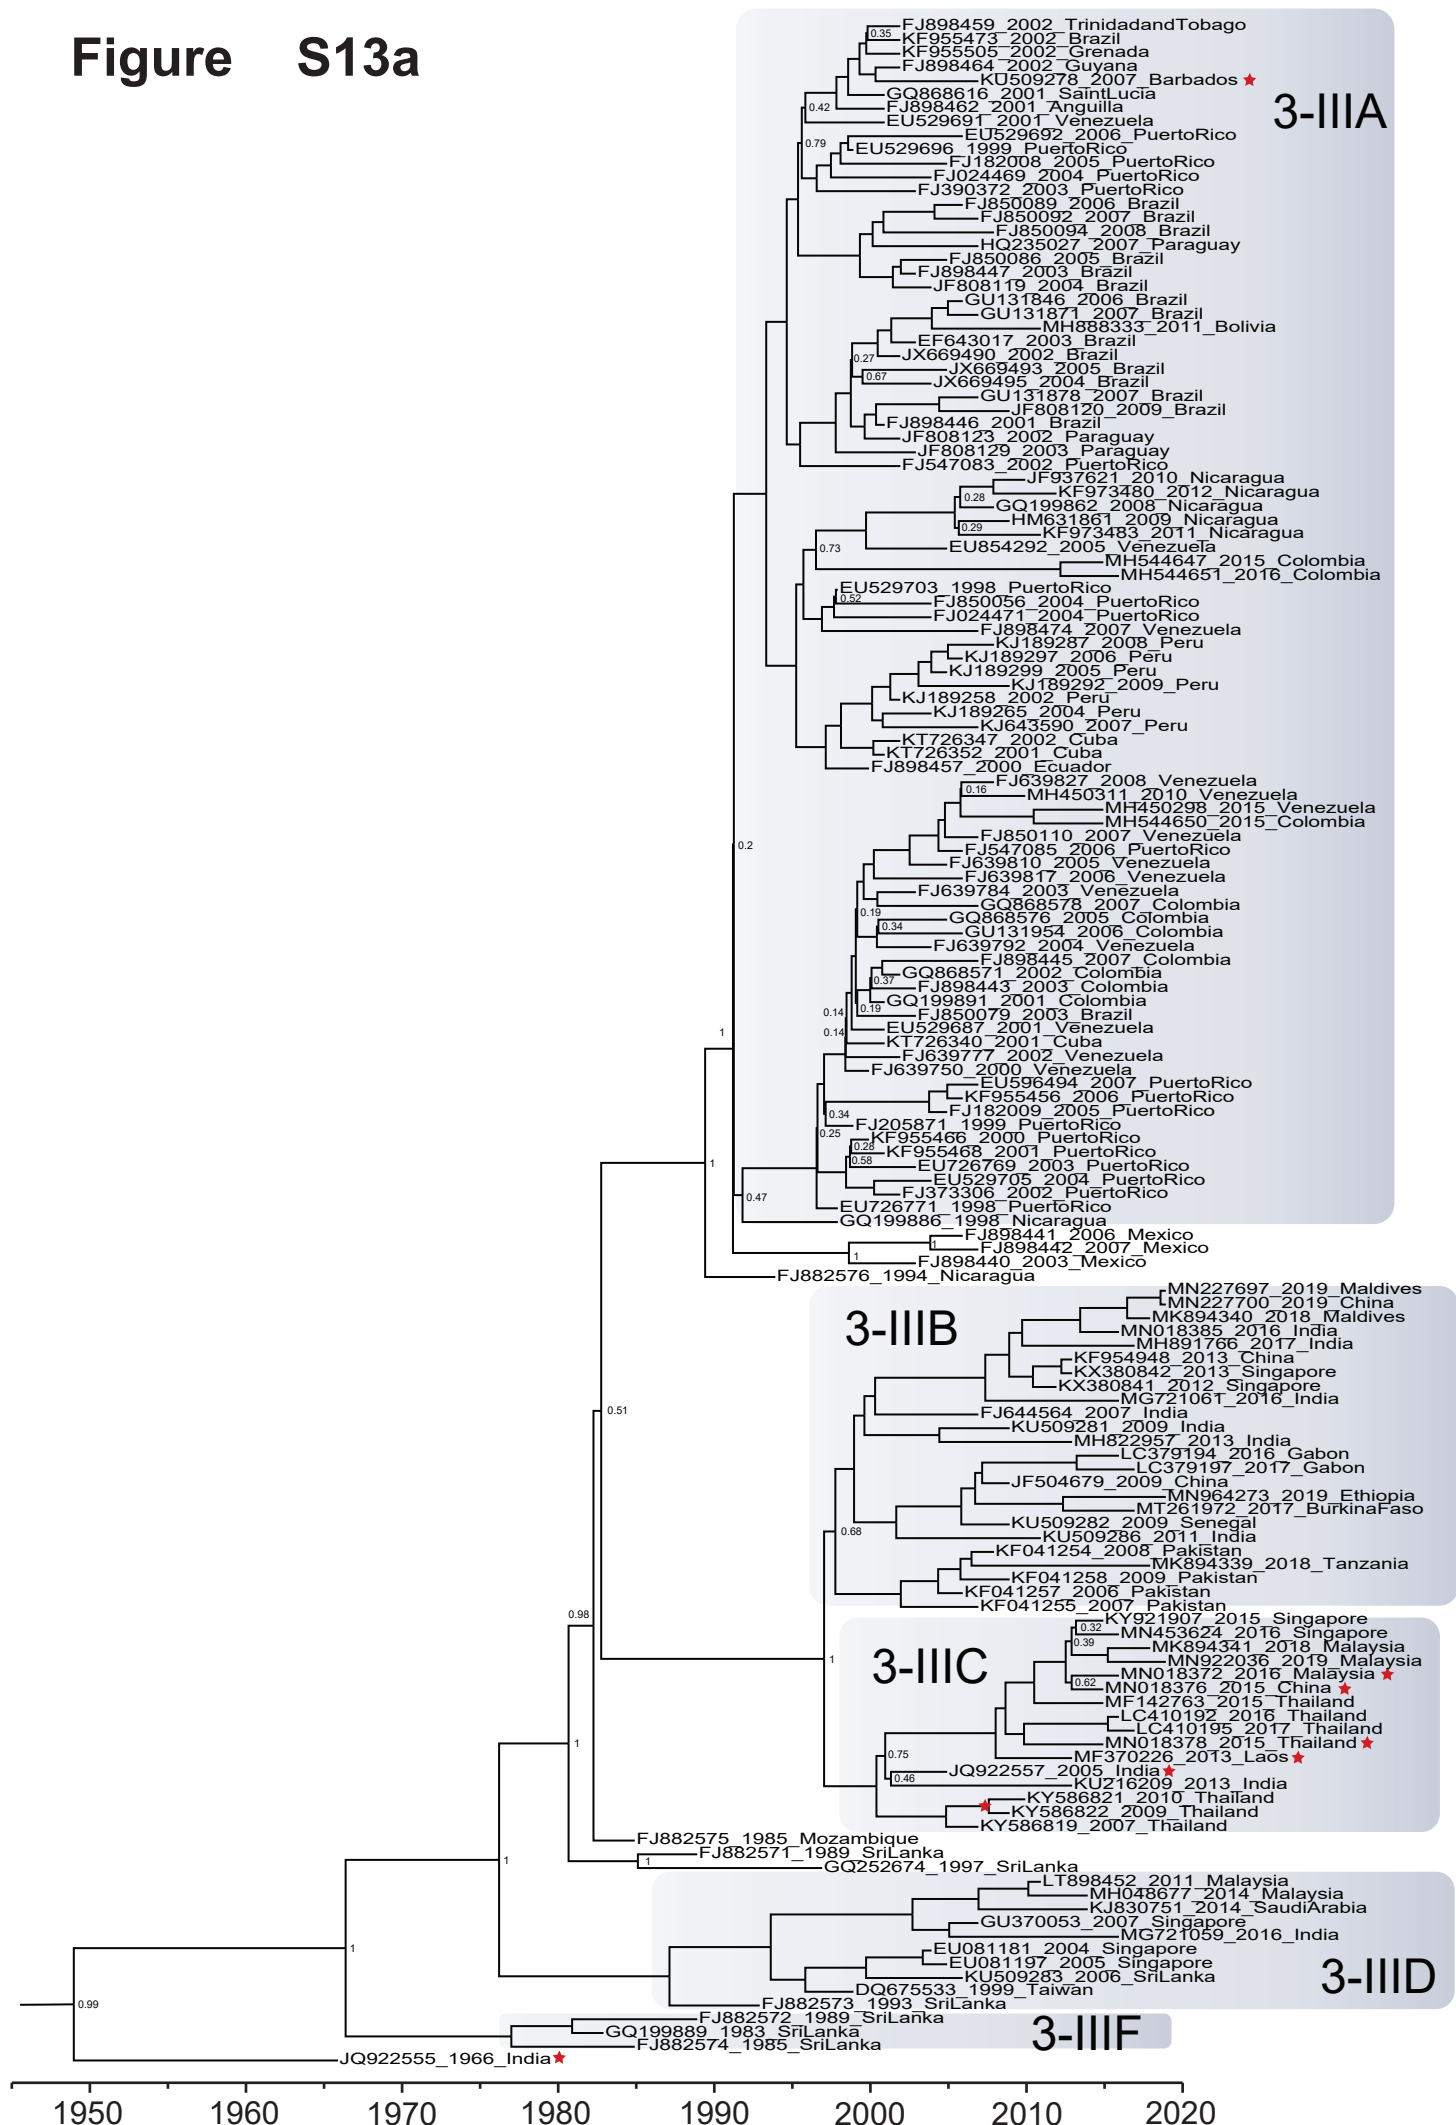 Figure S13a
FJ898459_2002_TrinidadandTobago
0.35
KF955473_2002_Brazil
KF955505_2002_Grenada
FJ898464_2002_Guyana
KU509278_2007_Barbados
GQ868616_2001_SaintLucia
3-IIIA
0.42
FJ898462_2001_Anguilla
EU529691_2001_Venezuela
EU529692_2006_PuertoRico
0.79
EU529696_1999_PuertoRico
FJ182008_2005_PuertoRico
FJ024469_2004_PuertoRico
FJ390372_2003_PuertoRico
FJ850089_2006_Brazil
FJ850092_2007_Brazil
FJ850094_2008_Brazil
HQ235027_2007_Paraguay
FJ850086_2005_Brazil
FJ898447_2003_Brazil
JF808119_2004_Brazil
GU131846_2006_Brazil
GU131871_2007_Brazil
MH888333_2011_Bolivia
EF643017_2003_Brazil
0.27
JX669490_2002_Brazil
JX669493_2005_Brazil
0.67
JX669495_2004_Brazil
GU131878_2007_Brazil
JF808120_2009_Brazil
FJ898446_2001_Brazil
JF808123_2002_Paraguay
JF808129_2003_Paraguay
FJ547083_2002_PuertoRico
JF937621_2010_Nicaragua
KF973480_2012_Nicaragua
0.28
GQ199862_2008_Nicaragua
HM631861_2009_Nicaragua
0.29
KF973483_2011_Nicaragua
0.73
EU854292_2005_Venezuela
MH544647_2015_Colombia
MH544651_2016_Colombia
EU529703_1998_PuertoRico
0.52
FJ850056_2004_PuertoRico
FJ024471_2004_PuertoRico
FJ898474_2007_Venezuela
KJ189287_2008_Peru
KJ189297_2006_Peru
KJ189299_2005_Peru
KJ189292_2009_Peru
KJ189258_2002_Peru
KJ189265_2004_Peru
KJ643590_2007_Peru
KT726347_2002_Cuba
KT726352_2001_Cuba
FJ898457_2000_Ecuador
FJ639827_2008_Venezuela
0.16
MH450311_2010_Venezuela
MH450298_2015_Venezuela
MH544650_2015_Colombia
FJ850110_2007_Venezuela
0.2
FJ547085_2006_PuertoRico
FJ639810_2005_Venezuela
FJ639817_2006_Venezuela
FJ639784_2003_Venezuela
GQ868578_2007_Colombia
0.19
GQ868576_2005_Colombia
0.34
GU131954_2006_Colombia
FJ639792_2004_Venezuela
FJ898445_2007_Colombia
GQ868571_2002_Colombia
0.37
FJ898443_2003_Colombia
GQ199891_2001_Colombia
0.19
0.14
FJ850079_2003_Brazil
EU529687_2001_Venezuela
1
0.14
KT726340_2001_Cuba
FJ639777_2002_Venezuela
FJ639750_2000_Venezuela
EU596494_2007_PuertoRico
KF955456_2006_PuertoRico
FJ182009_2005_PuertoRico
0.34
FJ205871_1999_PuertoRico
0.25
KF955466_2000_PuertoRico
0.28
KF955468_2001_PuertoRico
0.58
1
EU726769_2003_PuertoRico
EU529705_2004_PuertoRico
FJ373306_2002_PuertoRico
0.47
EU726771_1998_PuertoRico
GQ199886_1998_Nicaragua
FJ898441_2006_Mexico
1
FJ898442_2007_Mexico
1
FJ898440_2003_Mexico
FJ882576_1994_Nicaragua
MN227697_2019_Maldives
MN227700_2019_China
MK894340_2018_Maldives
3-IIIB
MN018385_2016_India
MH891766_2017_India
KF954948_2013_China
KX380842_2013_Singapore
KX380841_2012_Singapore
MG721061_2016_India
0.51
FJ644564_2007_India
KU509281_2009_India
MH822957_2013_India
LC379194_2016_Gabon
LC379197_2017_Gabon
JF504679_2009_China
MN964273_2019_Ethiopia
MT261972_2017_BurkinaFaso
KU509282_2009_Senegal
0.68
KU509286_2011_India
KF041254_2008_Pakistan
MK894339_2018_Tanzania
KF041258_2009_Pakistan
KF041257_2006_Pakistan
KF041255_2007_Pakistan
0.98
KY921907_2015_Singapore
0.32
MN453624_2016_Singapore
0.39
MK894341_2018_Malaysia
1
MN922036_2019_Malaysia
3-IIIC
MN018372_2016_Malaysia
0.62
MN018376_2015_China
MF142763_2015_Thailand
LC410192_2016_Thailand
LC410195_2017_Thailand
1
MN018378_2015_Thailand
0.75
MF370226_2013_Laos
JQ922557_2005_India
0.46
KU216209_2013_India
KY586821_2010_Thailand
KY586822_2009_Thailand
KY586819_2007_Thailand
FJ882575_1985_Mozambique
FJ882571_1989_SriLanka
1
1
GQ252674_1997_SriLanka
LT898452_2011_Malaysia
MH048677_2014_Malaysia
KJ830751_2014_SaudiArabia
GU370053_2007_Singapore
MG721059_2016_India
1
EU081181_2004_Singapore
EU081197_2005_Singapore
KU509283_2006_SriLanka
3-IIID
DQ675533_1999_Taiwan
0.99
FJ882573_1993_SriLanka
FJ882572_1989_SriLanka
GQ199889_1983_SriLanka
3-IIIF
FJ882574_1985_SriLanka
JQ922555_1966_India
1950 1960 1970 1980 1990 2000 2010 2020